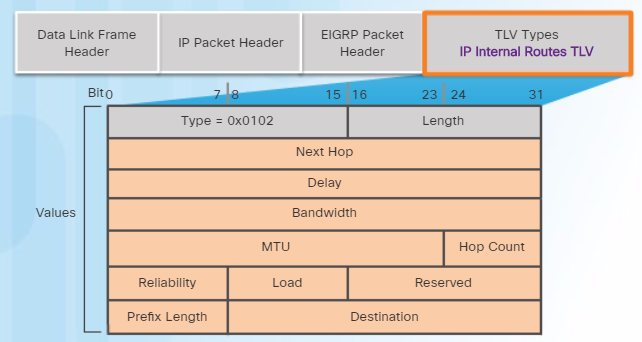 Data Link Frame
Header
IP Packet Header
EIGRP Packet
Header
TLV Types
IP Internal Routes TLV
Bit 0 7 8 15 16 23 24 31
Type = 0x0102 Length
Next Hop
Delay
Values Bandwidth
MTU Hop Count
Reliability Load Reserved
Prefix Length Destination